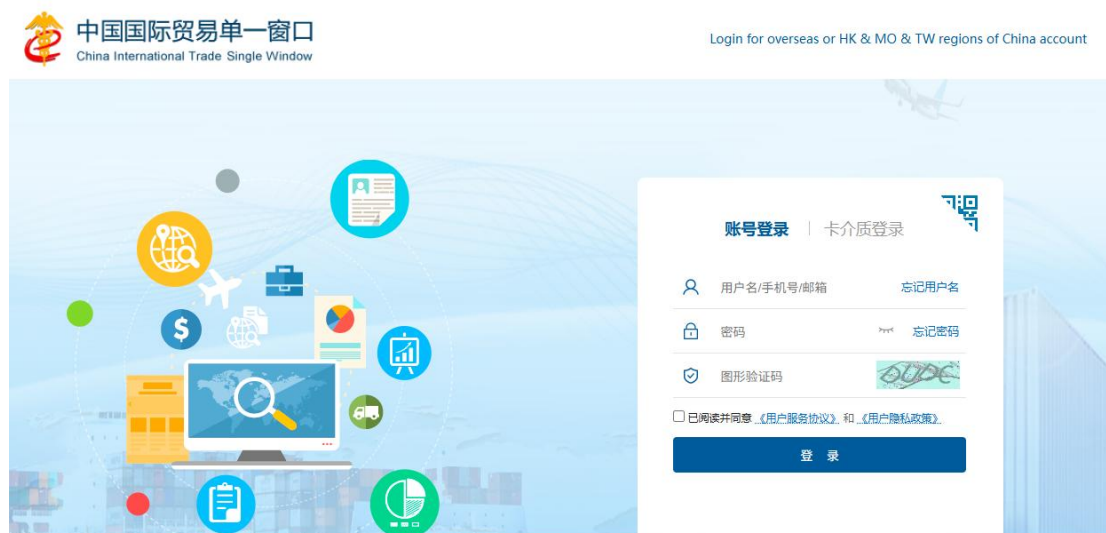 中国国际贸易单一窗口
China International Trade Single Window
Login for overseas or HK & MO & TW regions of China account
账号登录 | 卡介质登录
用户名/手机号/邮箱 忘记用户名
密码 忘记密码
图形验证码
已阅读并同意《用户服务协议》和《用户隐私政策》
登 录